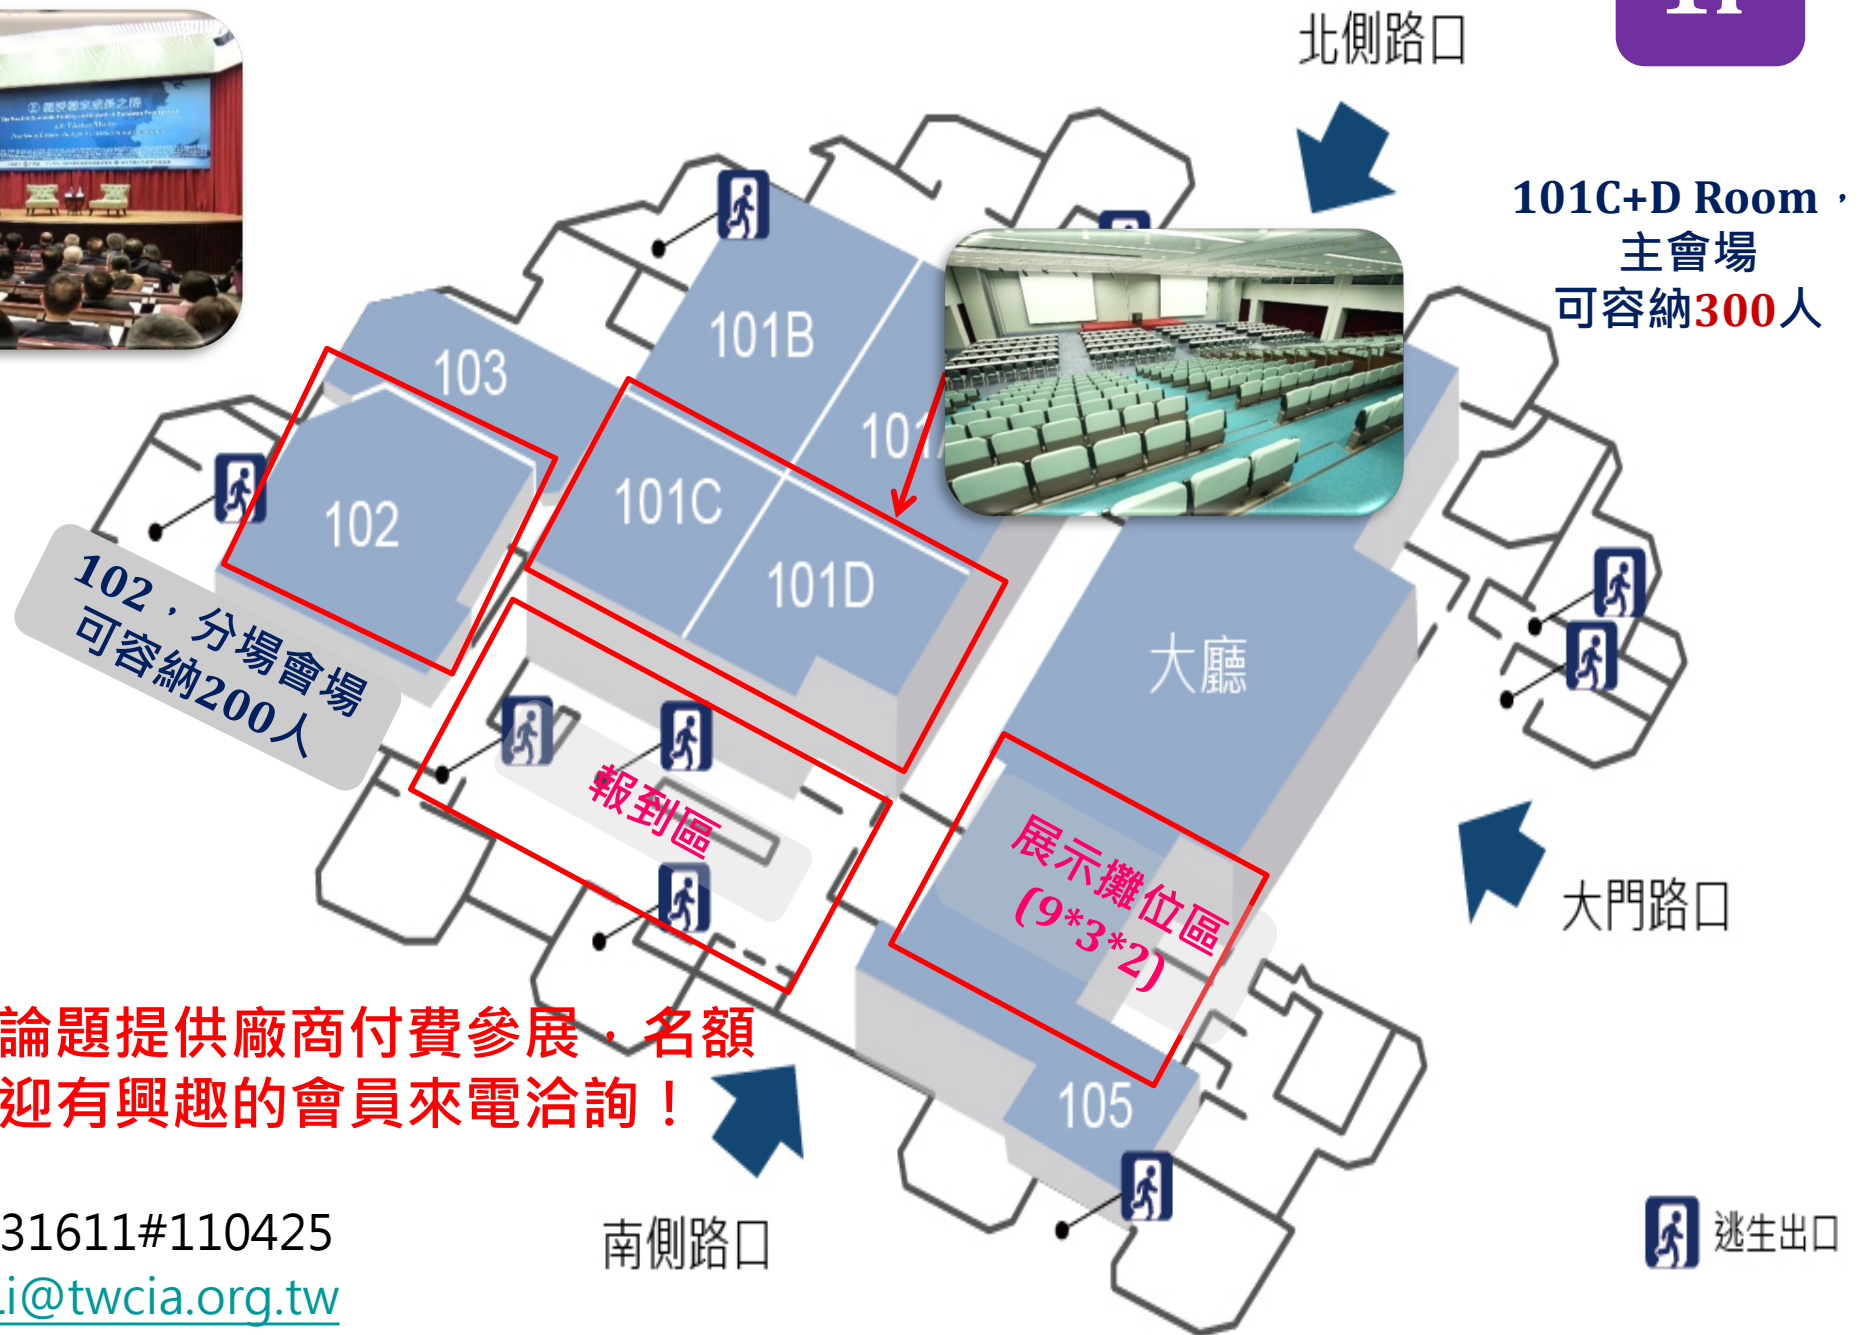 1F
北側路口
101C+D Room，
主會場
可容納300人
101B
103
101A
101C
102
101D
102，分場會場
可容納200人
大廳
報到區
展示攤位區
(9*3*2)
大門路口
論題提供廠商付費參展，名額
迎有興趣的會員來電洽詢！
105
31611#110425
南側路口
逃生出口
i@twcia.org.tw